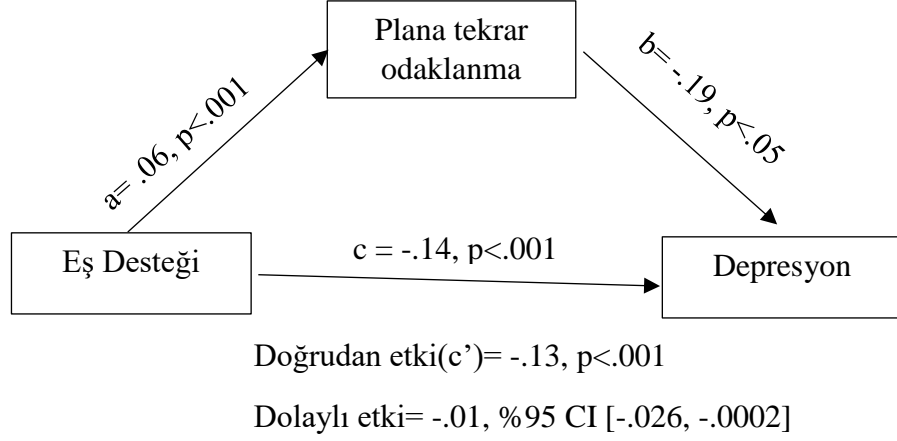 Plana tekrar
odaklanma
a= .06, p<.001
b= -.19, p<.05
Eş Desteği
c = -.14, p<.001
Depresyon
Doğrudan etki(c’)= -.13, p<.001
Dolaylı etki= -.01, %95 CI [-.026, -.0002]